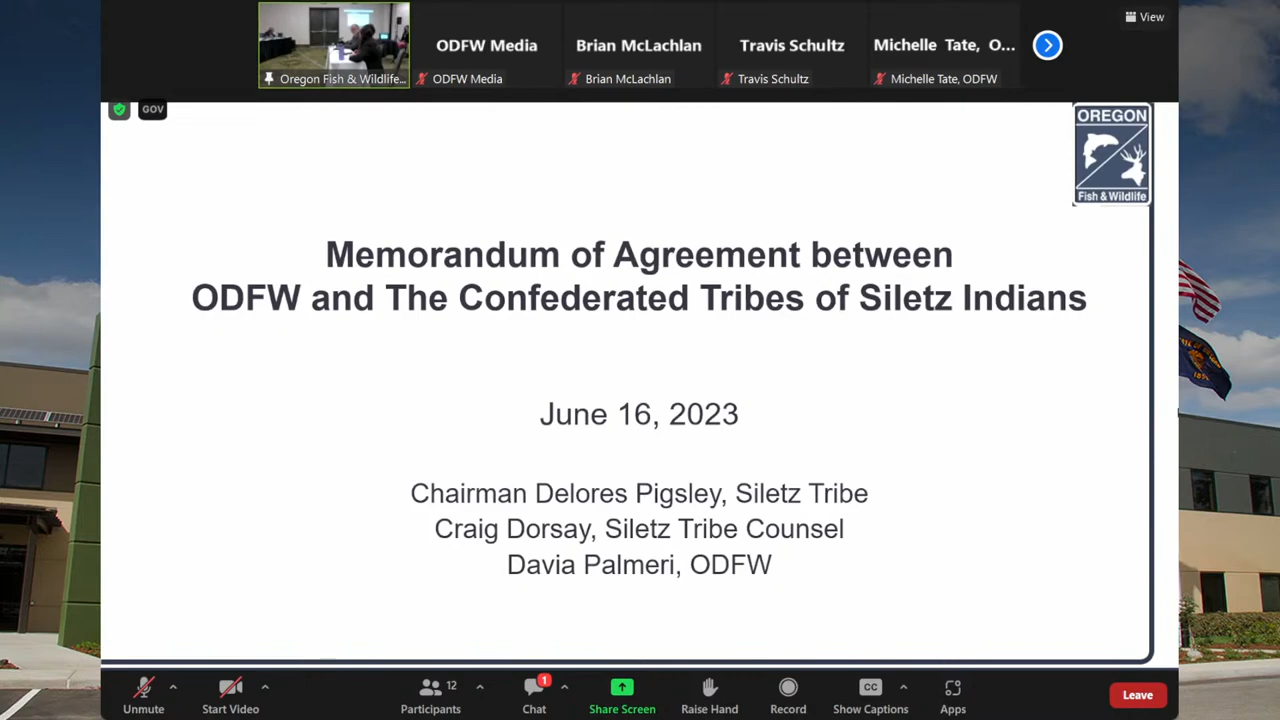 View
ODFW Media
Brian McLachlan
Travis Schultz
Michelle Tate, O...
Oregon Fish & Wildlife...
ODFW Media
Brian McLachlan
Travis Schultz
Michelle Tate, ODFW
GOV
OREGON
Fish & Wildlife
Memorandum of Agreement between
ODFW and The Confederated Tribes of Siletz Indians
June 16, 2023
Chairman Delores Pigsley, Siletz Tribe
Craig Dorsay, Siletz Tribe Counsel
Davia Palmeri, ODFW
12
1
CC
Unmute
Start Video
Participants
Chat
Share Screen
Raise Hand
Record
Show Captions
Apps
Leave